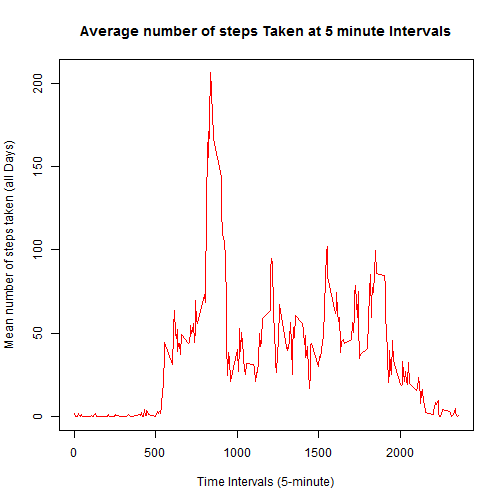 Average number of steps Taken at 5 minute Intervals
Mean number of steps taken (all Days)
200
150
100
50
0
0 500 1000 1500 2000
Time Intervals (5-minute)